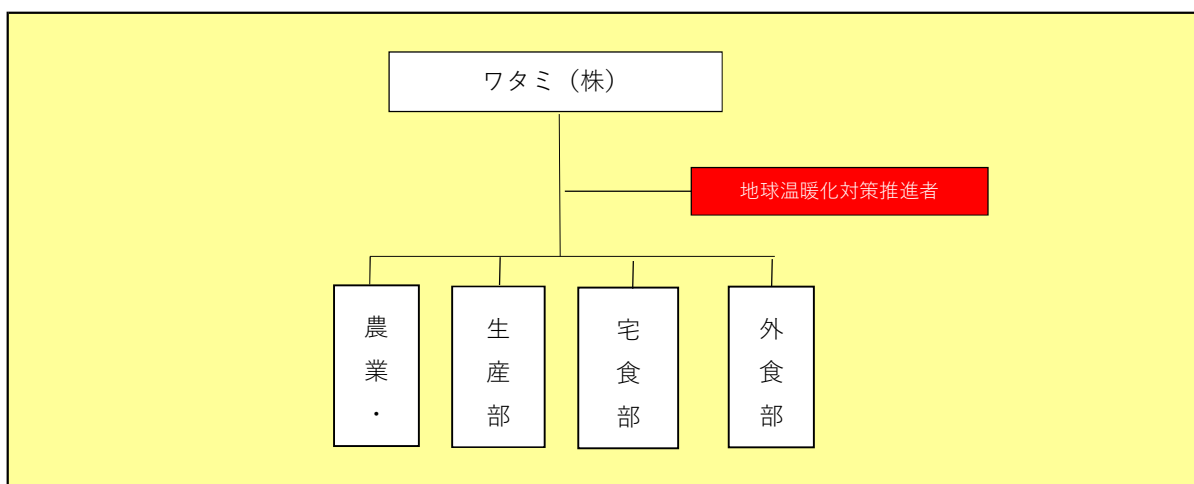 ワタミ（株）
地球温暖化対策推進者
農業・
生産部
宅食部
外食部